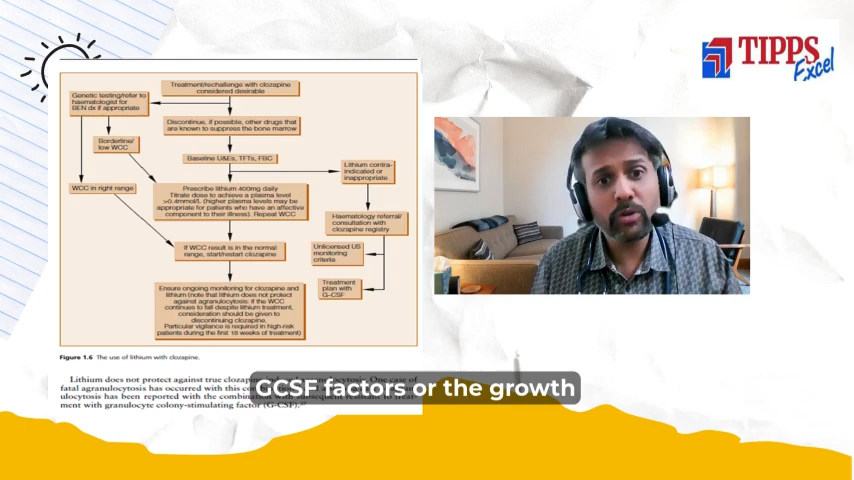 TIPPS
Excel
Treatment/rechallenge with clozapine
considered desirable
Genetic testing/refer to
haematologist for
BEN dx if appropriate
Discontinue, if possible, other drugs that
are known to suppress the bone marrow
Borderline/
low WCC
Baseline U&Es, TFTs, FBC
Lithium contra-
indicated or
inappropriate
WCC in right range
Prescribe lithium 400mg daily
Titrate dose to achieve a plasma level
>0.4mmol/L (higher plasma levels may be
appropriate for patients who have an affective
component to their illness). Repeat WCC
Haematology referral/
consultation with
clozapine registry
If WCC result is in the normal
range, start/restart clozapine
Unlicensed US
monitoring
criteria
Treatment
plan with
G-CSF
Ensure ongoing monitoring for clozapine and
lithium (note that lithium does not protect
against agranulocytosis: if the WCC
continues to fall despite lithium treatment,
consideration should be given to
discontinuing clozapine.
Particular vigilance is required in high-risk
patients during the first 18 weeks of treatment)
Figure 1.6 The use of lithium with clozapine.
Lithium does not protect against true One case of
fatal agranulocytosis has occurred with this
ulocytosis has been reported with the to treat-
ment with granulocyte colony-stimulating factor (G-CSF).
GCSF factors or the growth